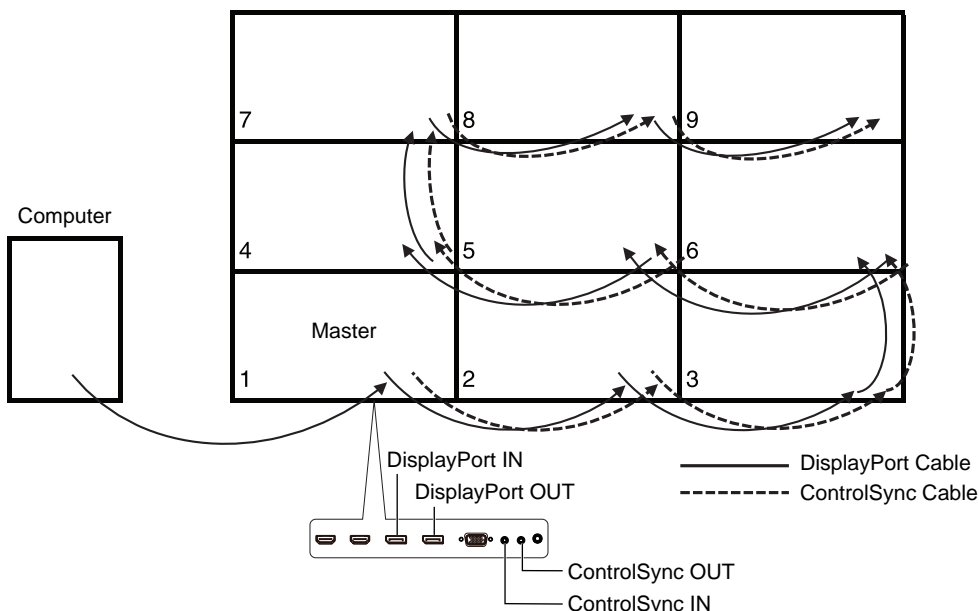 7
8
9
Computer
4
5
6
Master
1
2
3
DisplayPort IN
DisplayPort OUT
DisplayPort Cable
ControlSync Cable
ControlSync OUT
ControlSync IN